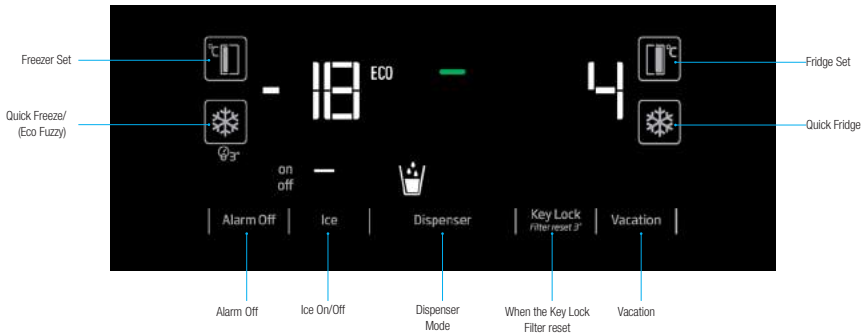 Freezer Set
Quick Freeze/
(Eco Fuzzy)
°C
- 18
ECO
4
°C
3"
on
off
Alarm Off
Ice
Dispenser
Key Lock
Filter reset 3"
Vacation
Fridge Set
Quick Fridge
Alarm Off
Ice On/Off
Dispenser
Mode
When the Key Lock
Filter reset
Vacation